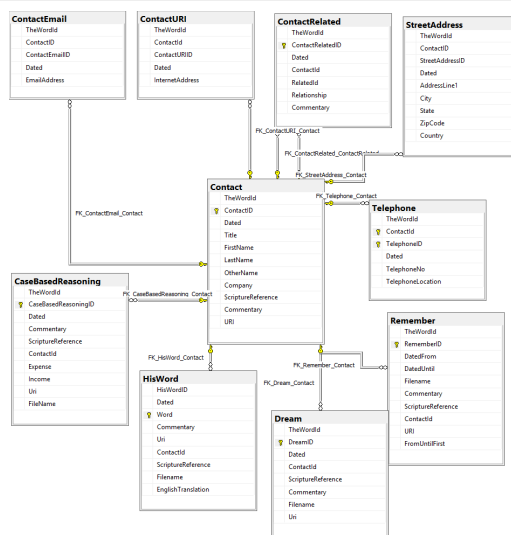 ContactEmail
TheWordId
ContactID
ContactEmailID
Dated
EmailAddress
ContactURI
TheWordId
ContactId
ContactURIID
Dated
InternetAddress
ContactRelated
TheWordId
ContactRelatedID
Dated
ContactId
RelatedId
Relationship
Commentary
StreetAddress
TheWordId
ContactID
StreetAddressID
Dated
AddressLine1
City
State
ZipCode
Country
FK_ContactURI_Contact
FK_ContactRelated_ContactRelated
FK_StreetAddress_Contact
FK_Telephone_Contact
FK_ContactEmail_Contact
Contact
TheWordId
ContactID
Dated
Title
FirstName
LastName
OtherName
Company
ScriptureReference
Commentary
URI
Telephone
TheWordId
ContactId
TelephoneID
Dated
TelephoneNo
TelephoneLocation
CaseBasedReasoning
TheWordId
CaseBasedReasoningID
Dated
Commentary
ScriptureReference
ContactId
Expense
Income
Uri
FileName
FK_CaseBasedReasoning_Contact
FK_HisWord_Contact
FK_Remember_Contact
FK_Dream_Contact
HisWord
HisWordID
Dated
Word
Commentary
Uri
ContactId
ScriptureReference
Filename
EnglishTranslation
Dream
TheWordId
DreamID
Dated
ContactId
ScriptureReference
Commentary
Filename
Uri
Remember
TheWordId
RememberID
DatedFrom
DatedUntil
Filename
Commentary
ScriptureReference
ContactId
URI
FromUntilFirst